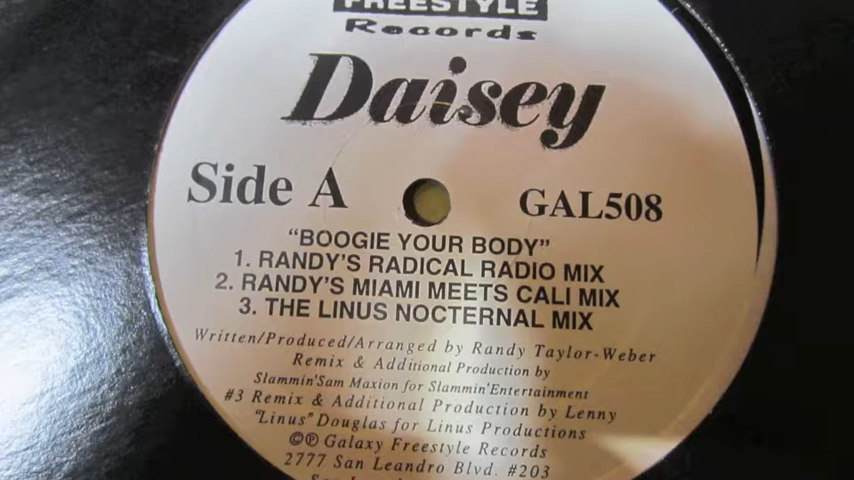 FREESTYLE
Records
Daisey
Side A
GAL508
"BOOGIE YOUR BODY"
1. RANDY'S RADICAL RADIO MIX
2. RANDY'S MIAMI MEETS CALI MIX
3. THE LINUS NOCTERNAL MIX
Written/Produced/Arranged by Randy Taylor-Weber
Remix & Additional Production by
Slammin'Sam Maxion for Slammin'Entertainment
#3 Remix & Additional Production by Lenny
"Linus" Douglas for Linus Productions
©℗ Galaxy Freestyle Records
2777 San Leandro Blvd. #203